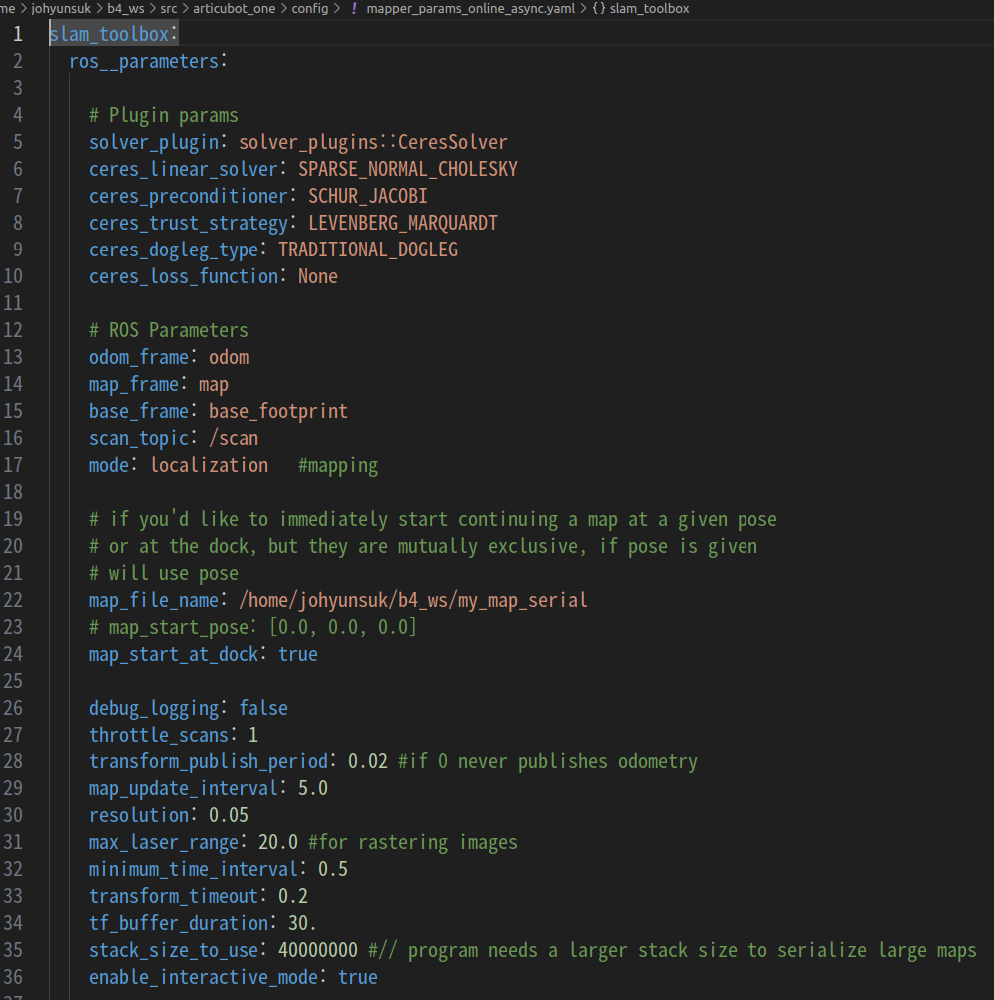 me > johyunsuk > b4_ws > src > articubot_one > config > ! mapper_params_online_async.yaml > {} slam_toolbox
1 slam_toolbox:
2 ros__parameters:
3
4 # Plugin params
5 solver_plugin: solver_plugins::CeresSolver
6 ceres_linear_solver: SPARSE_NORMAL_CHOLESKY
7 ceres_preconditioner: SCHUR_JACOBI
8 ceres_trust_strategy: LEVENBERG_MARQUARDT
9 ceres_dogleg_type: TRADITIONAL_DOGLEG
10 ceres_loss_function: None
11
12 # ROS Parameters
13 odom_frame: odom
14 map_frame: map
15 base_frame: base_footprint
16 scan_topic: /scan
17 mode: localization #mapping
18
19 # if you'd like to immediately start continuing a map at a given pose
20 # or at the dock, but they are mutually exclusive, if pose is given
21 # will use pose
22 map_file_name: /home/johyunsuk/b4_ws/my_map_serial
23 # map_start_pose: [0.0, 0.0, 0.0]
24 map_start_at_dock: true
25
26 debug_logging: false
27 throttle_scans: 1
28 transform_publish_period: 0.02 #if 0 never publishes odometry
29 map_update_interval: 5.0
30 resolution: 0.05
31 max_laser_range: 20.0 #for rastering images
32 minimum_time_interval: 0.5
33 transform_timeout: 0.2
34 tf_buffer_duration: 30.
35 stack_size_to_use: 40000000 #// program needs a larger stack size to serialize large maps
36 enable_interactive_mode: true